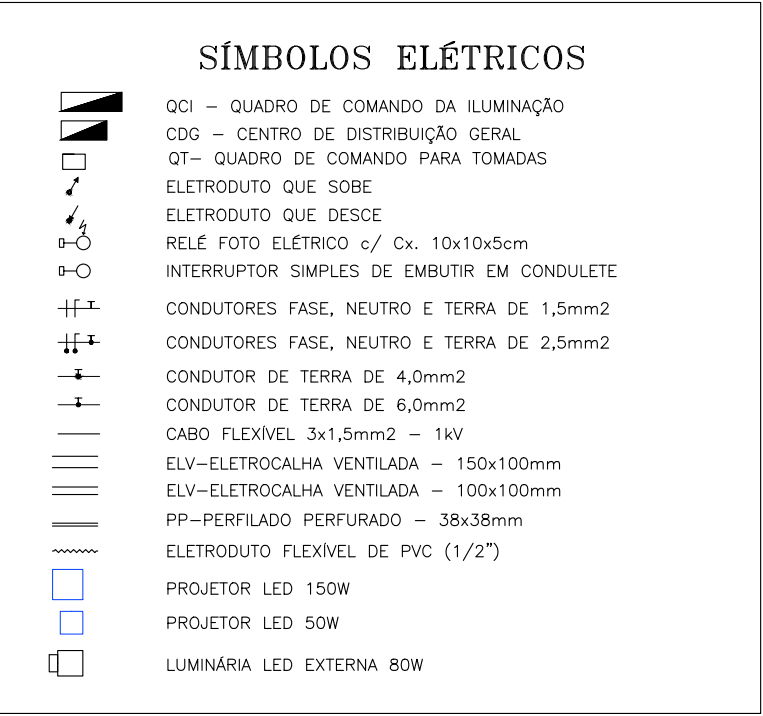 SÍMBOLOS ELÉTRICOS
QCI – QUADRO DE COMANDO DA ILUMINAÇÃO
CDG – CENTRO DE DISTRIBUIÇÃO GERAL
QT– QUADRO DE COMANDO PARA TOMADAS
ELETRODUTO QUE SOBE
ELETRODUTO QUE DESCE
RELÉ FOTO ELÉTRICO c/ Cx. 10x10x5cm
INTERRUPTOR SIMPLES DE EMBUTIR EM CONDULETE
CONDUTORES FASE, NEUTRO E TERRA DE 1,5mm2
CONDUTORES FASE, NEUTRO E TERRA DE 2,5mm2
CONDUTOR DE TERRA DE 4,0mm2
CONDUTOR DE TERRA DE 6,0mm2
CABO FLEXÍVEL 3x1,5mm2 – 1kV
ELV–ELETROCALHA VENTILADA – 150x100mm
ELV–ELETROCALHA VENTILADA – 100x100mm
PP–PERFILADO PERFURADO – 38x38mm
ELETRODUTO FLEXÍVEL DE PVC (1/2")
PROJETOR LED 150W
PROJETOR LED 50W
LUMINÁRIA LED EXTERNA 80W